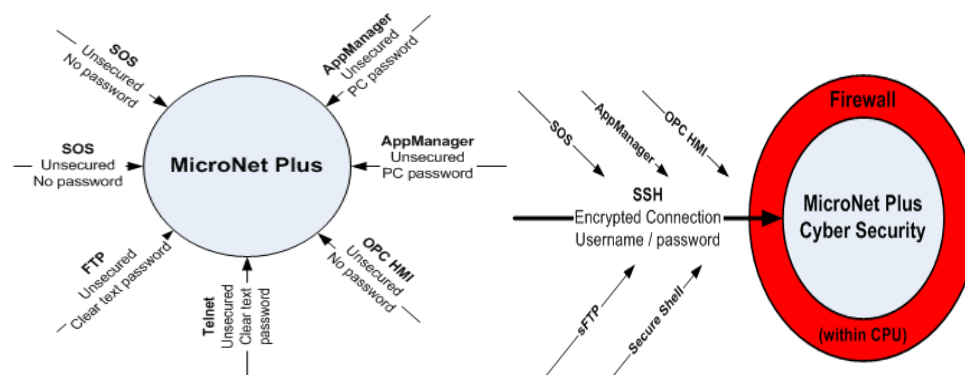 SOS
Unsecured
No password
AppManager
Unsecured
PC password
SOS
Unsecured
No password
MicroNet Plus
AppManager
Unsecured
PC password
FTP
Unsecured
Clear text password
Telnet
Unsecured
Clear text
password
OPC HMI
Unsecured
No password
SOS
AppManager
OPC HMI
SSH
Encrypted Connection
Username / password
sFTP
Secure Shell
Firewall
MicroNet Plus
Cyber Security
(within CPU)